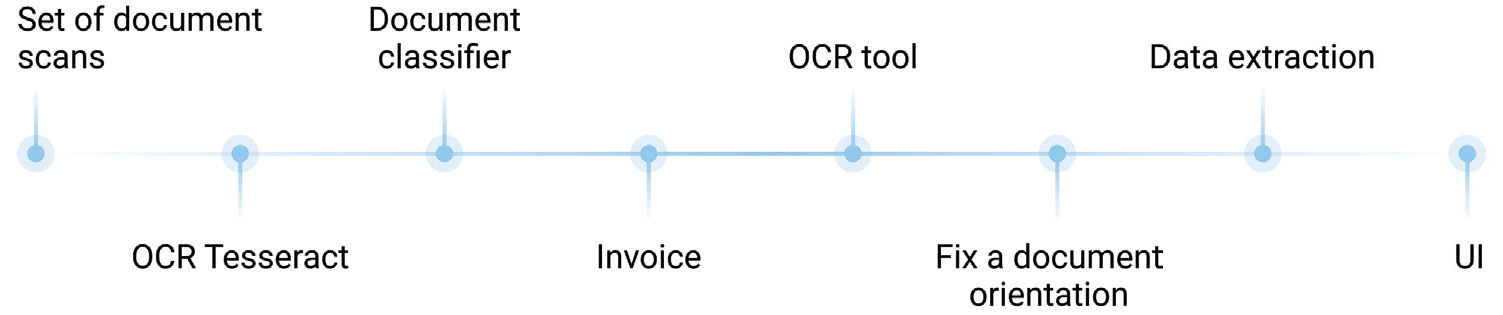 Set of document
scans
OCR Tesseract
Document
classifier
Invoice
OCR tool
Fix a document
orientation
Data extraction
UI